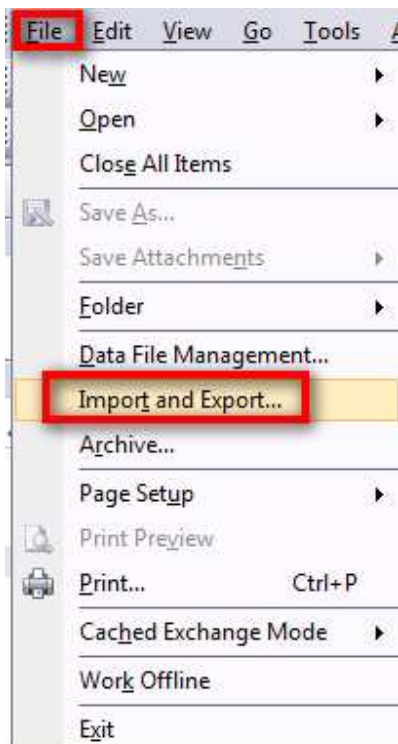 File Edit View Go Tools
New
Open
Close All Items
Save As...
Save Attachments
Folder
Data File Management...
Import and Export...
Archive...
Page Setup
Print Preview
Print... Ctrl+P
Cached Exchange Mode
Work Offline
Exit